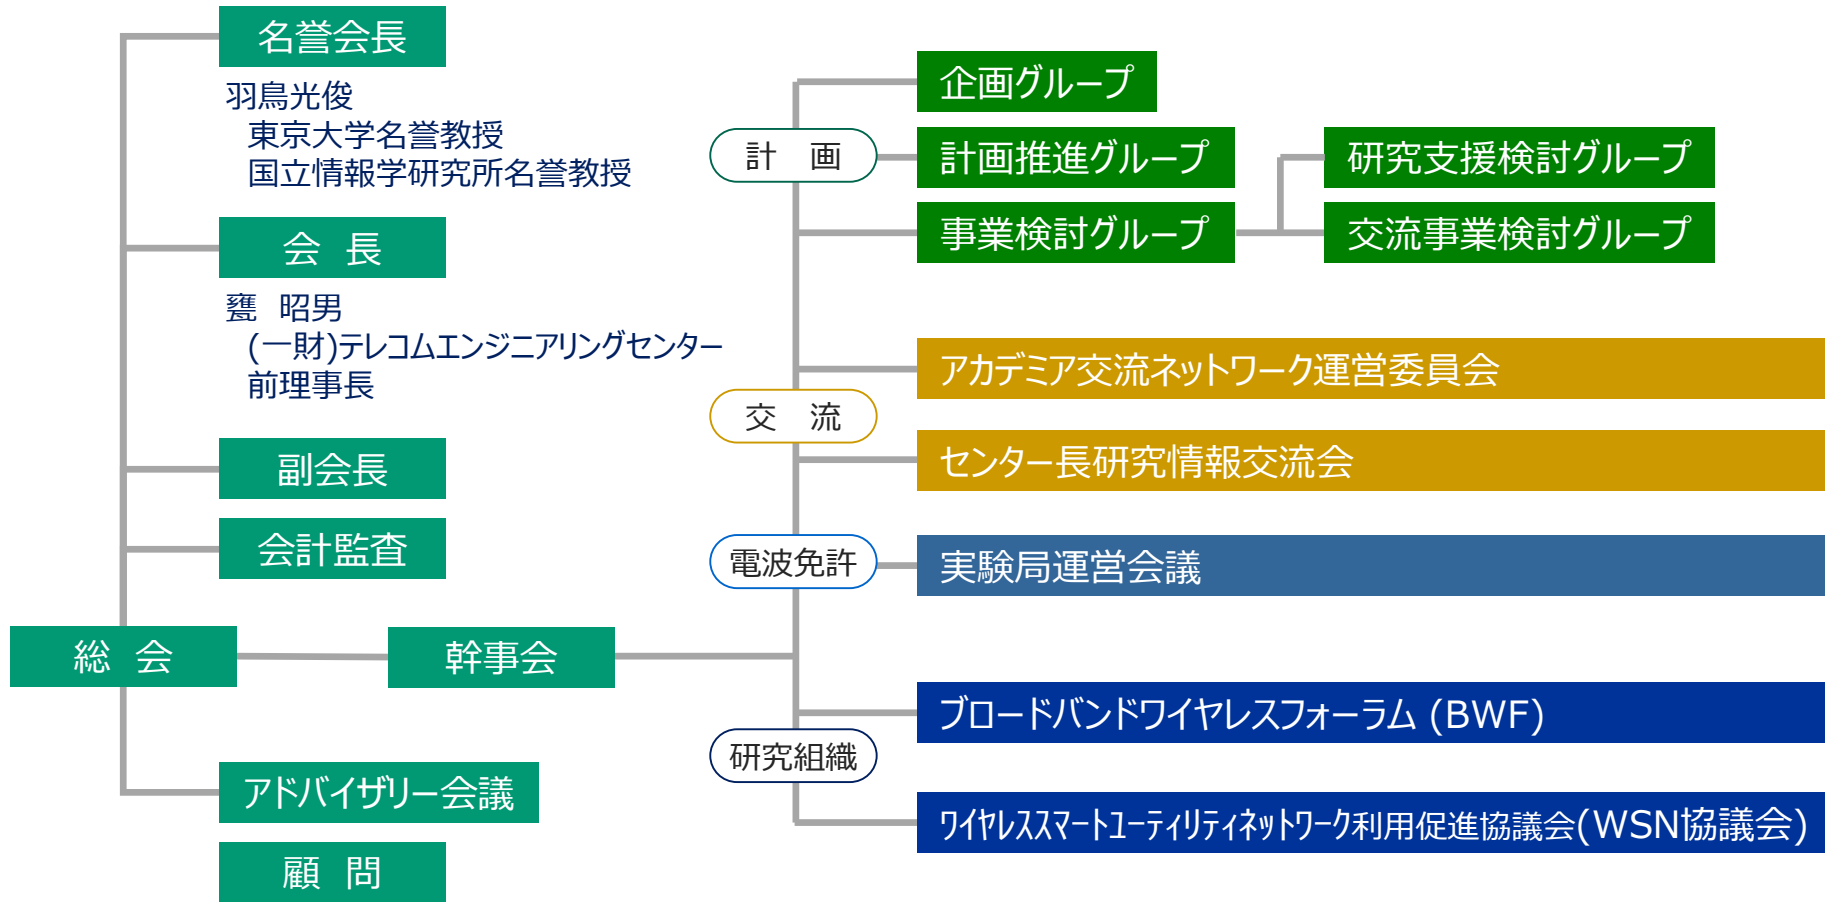 名誉会長
羽鳥光俊
東京大学名誉教授
国立情報学研究所名誉教授
会　長
甕　昭男
(一財)テレコムエンジニアリングセンター
前理事長
副会長
会計監査
総　会
幹事会
アドバイザリー会議
顧　問
計　画
企画グループ
計画推進グループ
事業検討グループ
研究支援検討グループ
交流事業検討グループ
交　流
アカデミア交流ネットワーク運営委員会
センター長研究情報交流会
電波免許
実験局運営会議
研究組織
ブロードバンドワイヤレスフォーラム (BWF)
ワイヤレススマートユーティリティネットワーク利用促進協議会(WSN協議会)